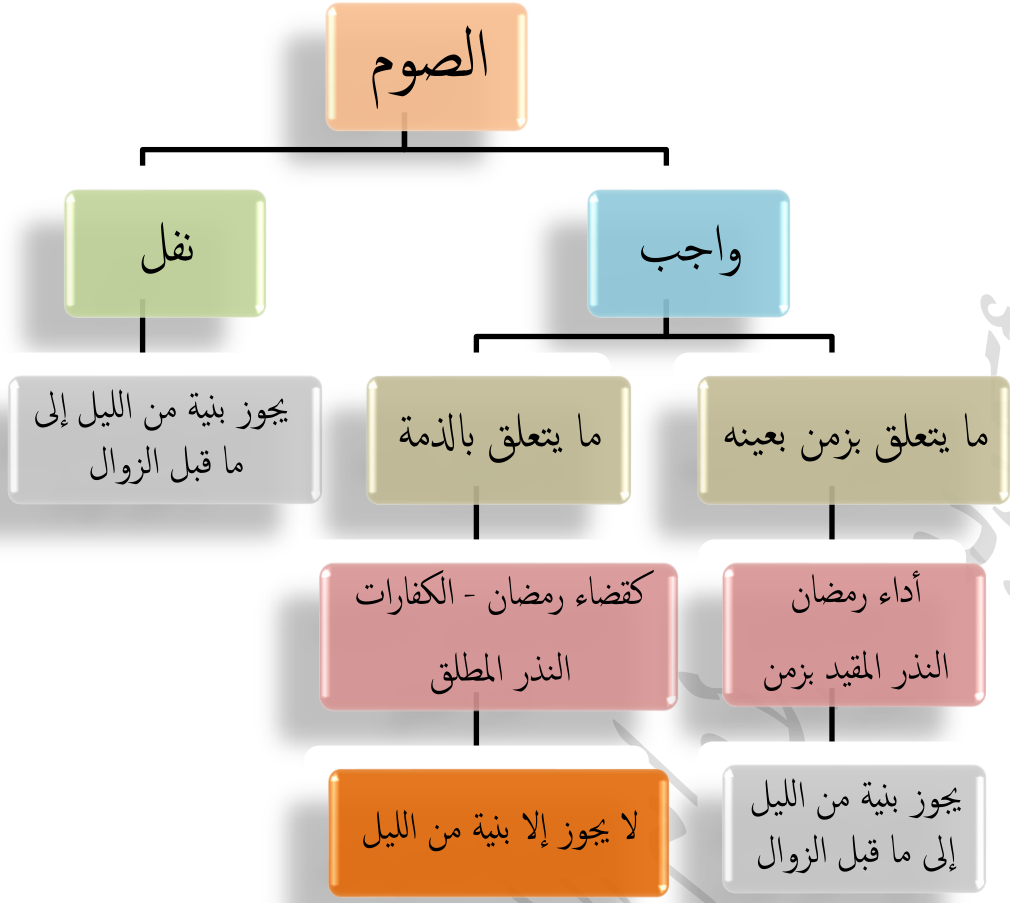 الصوم
واجب
نفل
ما يتعلق بزمن بعينه
ما يتعلق بالذمة
يجوز بنية من الليل إلى
ما قبل الزوال
أداء رمضان
النذر المقيد بزمن
كقضاء رمضان - الكفارات
النذر المطلق
يجوز بنية من الليل
إلى ما قبل الزوال
لا يجوز إلا بنية من الليل